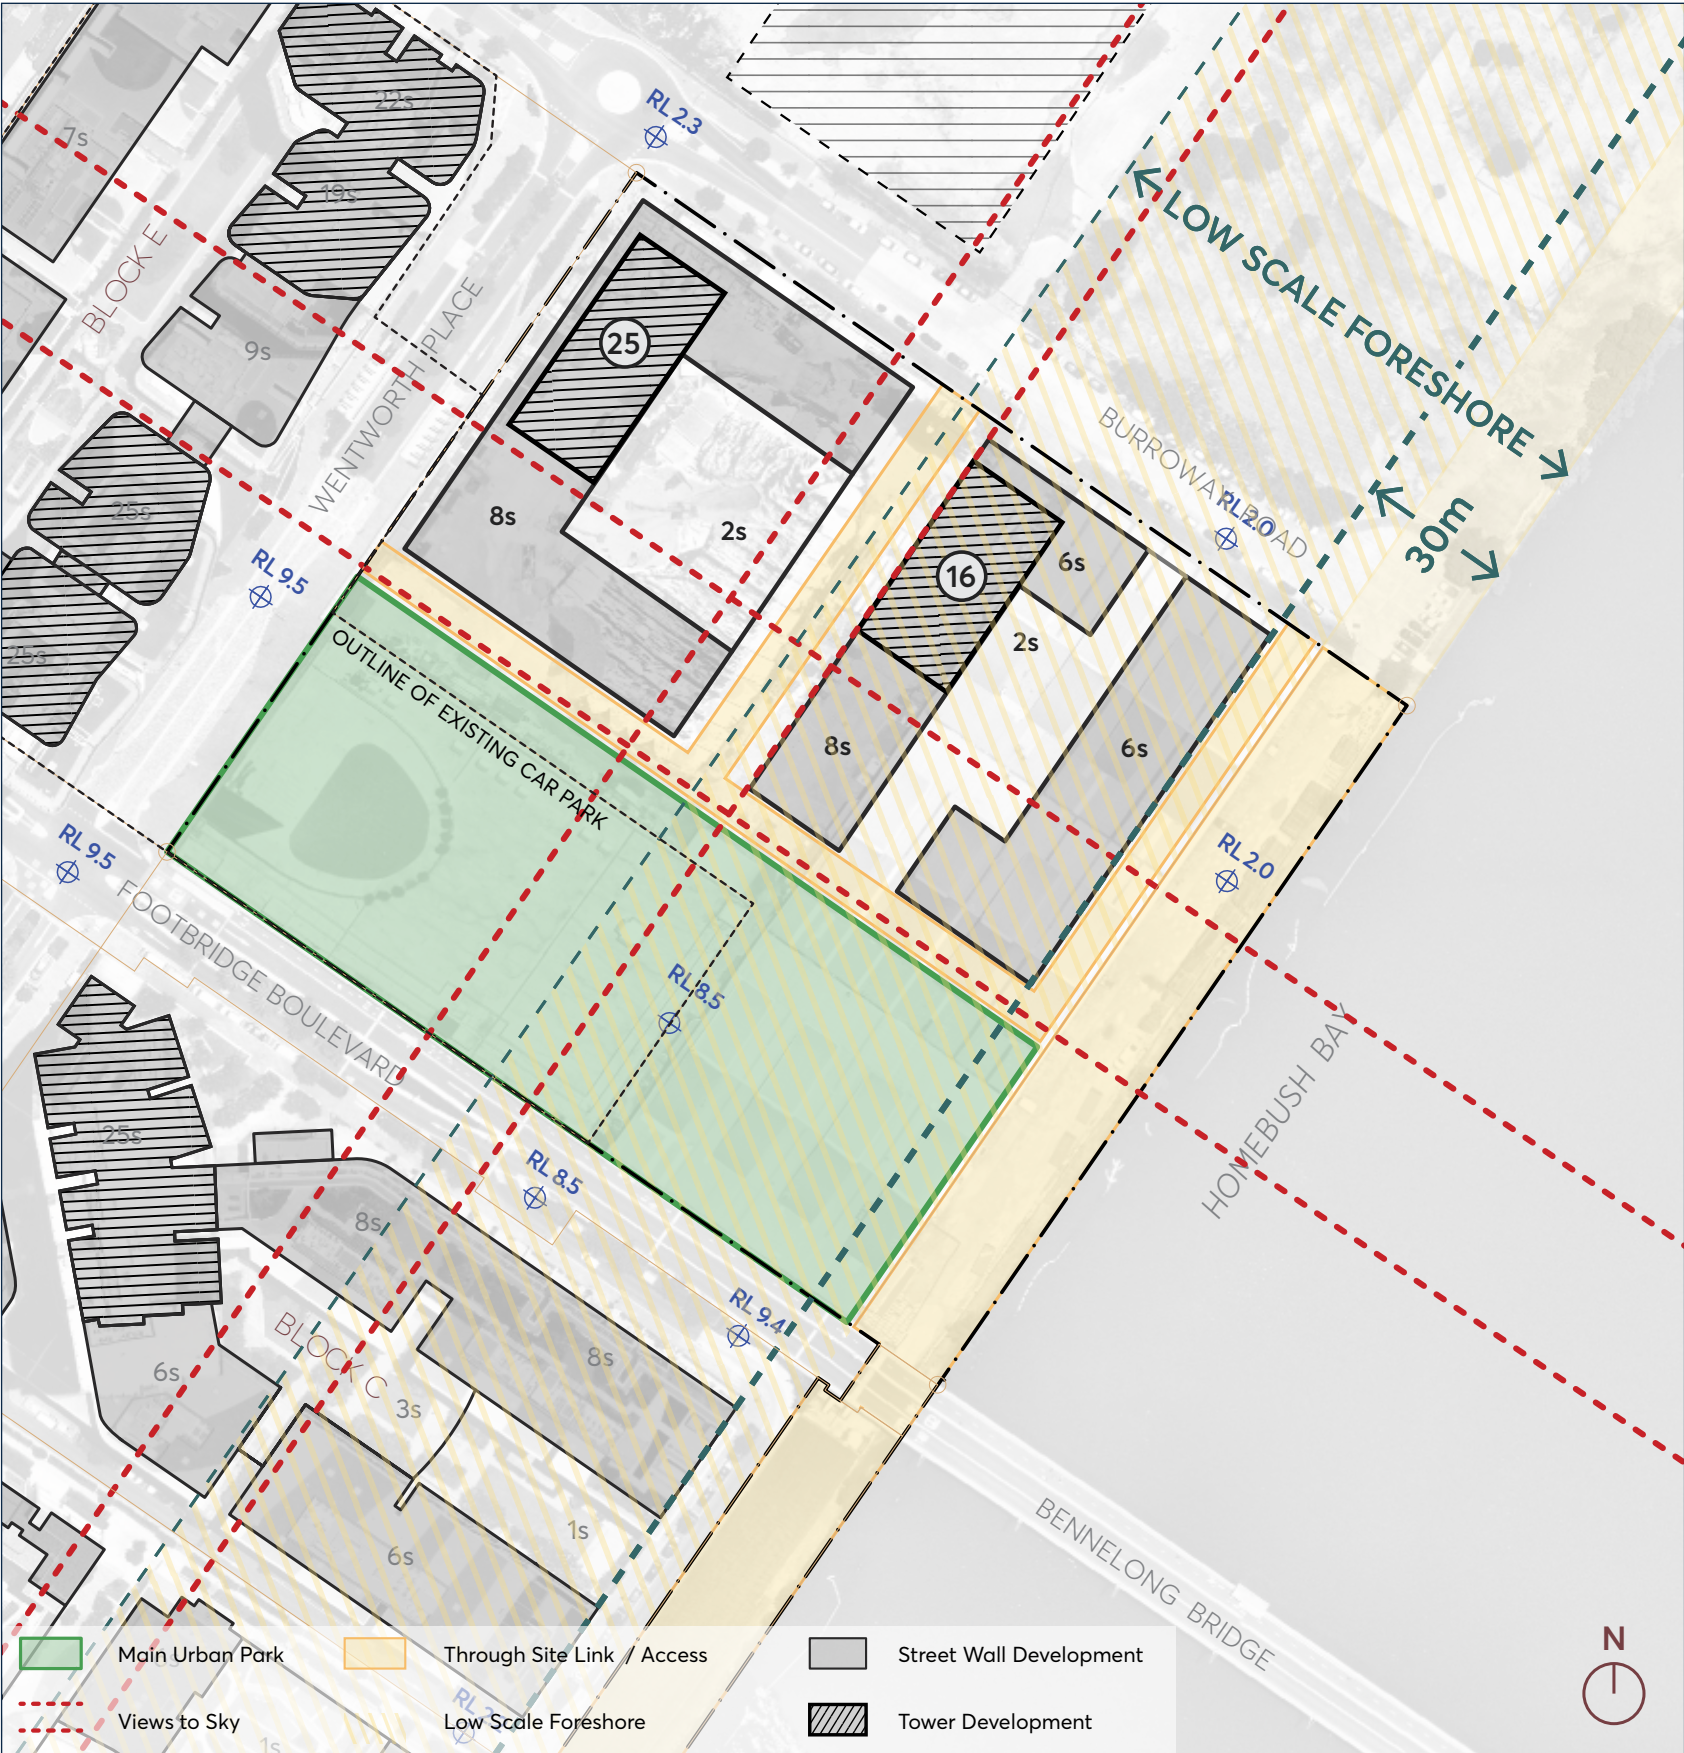 22s
7s
RL 2.3
19s
LOW SCALE FORESHORE
BLOCK E
WENTWORTH PLACE
9s
25
BURROWAY ROAD
8s
2s
RL 2.0
30m
25s
RL 9.5
16
6s
2s
25s
OUTLINE OF EXISTING CAR PARK
8s
6s
RL 9.5
RL 2.0
FOOTBRIDGE BOULEVARD
RL 8.5
HOMEBUSH BAY
25s
RL 8.5
8s
RL 9.4
BLOCK C
8s
6s
3s
1s
6s
BENNELONG BRIDGE
N
Main Urban Park
Through Site Link / Access
Street Wall Development
Views to Sky
Low Scale Foreshore
Tower Development
1s